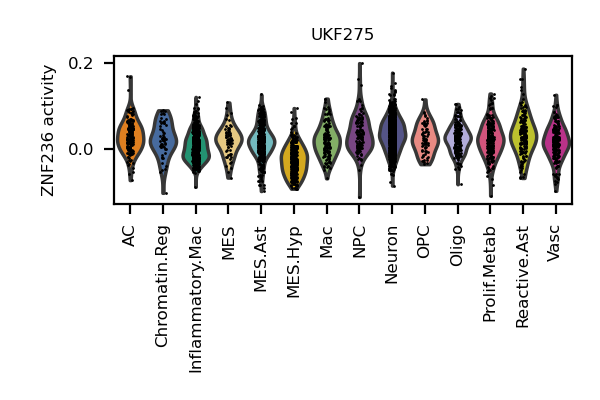 UKF275
ZNF236 activity
0.2
0.0
AC
Chromatin.Reg
Inflammatory.Mac
MES
MES.Ast
MES.Hyp
Mac
NPC
Neuron
OPC
Oligo
Prolif.Metab
Reactive.Ast
Vasc